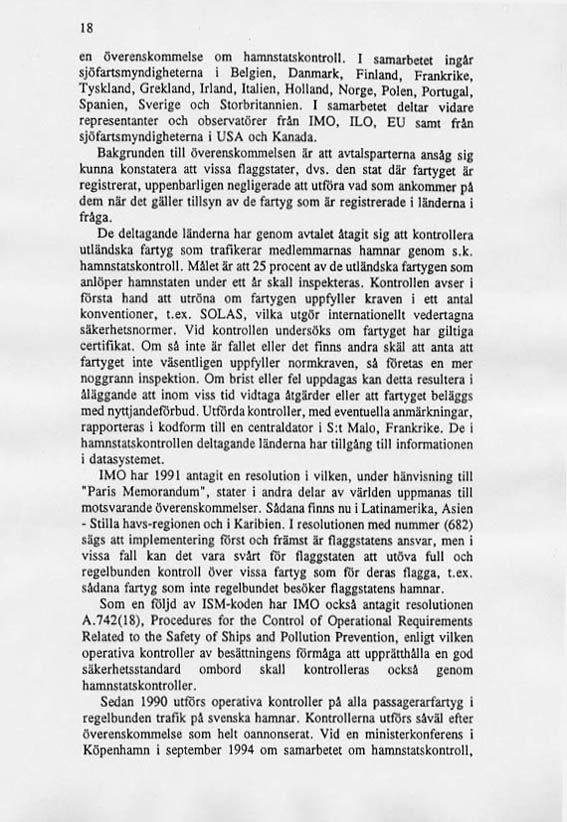 18
en överenskommelse om hamnstatskontroll. I samarbetet ingår
sjöfartsmyndigheterna i Belgien, Danmark, Finland, Frankrike,
Tyskland, Grekland, Irland, Italien, Holland, Norge, Polen, Portugal,
Spanien, Sverige och Storbritannien. I samarbetet deltar vidare
representanter och observatörer från IMO, ILO, EU samt från
sjöfartsmyndigheterna i USA och Kanada.
Bakgrunden till överenskommelsen är att avtalsparterna ansåg sig
kunna konstatera att vissa flaggstater, dvs. den stat där fartyget är
registrerat, uppenbarligen negligerade att utföra vad som ankommer på
dem när det gäller tillsyn av de fartyg som är registrerade i länderna i
fråga.
De deltagande länderna har genom avtalet åtagit sig att kontrollera
utländska fartyg som trafikerar medlemmarnas hamnar genom s.k.
hamnstatskontroll. Målet är att 25 procent av de utländska fartygen som
anlöper hamnstaten under ett år skall inspekteras. Kontrollen avser i
första hand att utröna om fartygen uppfyller kraven i ett antal
konventioner, t.ex. SOLAS, vilka utgör internationellt vedertagna
säkerhetsnormer. Vid kontrollen undersöks om fartyget har giltiga
certifikat. Om så inte är fallet eller det finns andra skäl att anta att
fartyget inte väsentligen uppfyller normkraven, så företas en mer
noggrann inspektion. Om brist eller fel uppdagas kan detta resultera i
åläggande att inom viss tid vidtaga åtgärder eller att fartyget beläggs
med nyttjandeförbud. Utförda kontroller, med eventuella anmärkningar,
rapporteras i kodform till en centraldator i S:t Malo, Frankrike. De i
hamnstatskontrollen deltagande länderna har tillgång till informationen
i datasystemet.
IMO har 1991 antagit en resolution i vilken, under hänvisning till
"Paris Memorandum", stater i andra delar av världen uppmanas till
motsvarande överenskommelser. Sådana finns nu i Latinamerika, Asien
- Stilla havs-regionen och i Karibien. I resolutionen med nummer (682)
sägs att implementering först och främst är flaggstatens ansvar, men i
vissa fall kan det vara svårt för flaggstaten att utöva full och
regelbunden kontroll över vissa fartyg som för deras flagga, t.ex.
sådana fartyg som inte regelbundet besöker flaggstatens hamnar.
Som en följd av ISM-koden har IMO också antagit resolutionen
A.742(18), Procedures for the Control of Operational Requirements
Related to the Safety of Ships and Pollution Prevention, enligt vilken
operativa kontroller av besättningens förmåga att upprätthålla en god
säkerhetsstandard ombord skall kontrolleras också genom
hamnstatskontroller.
Sedan 1990 utförs operativa kontroller på alla passagerarfartyg i
regelbunden trafik på svenska hamnar. Kontrollerna utförs såväl efter
överenskommelse som helt oannonserat. Vid en ministerkonferens i
Köpenhamn i september 1994 om samarbetet om hamnstatskontroll,